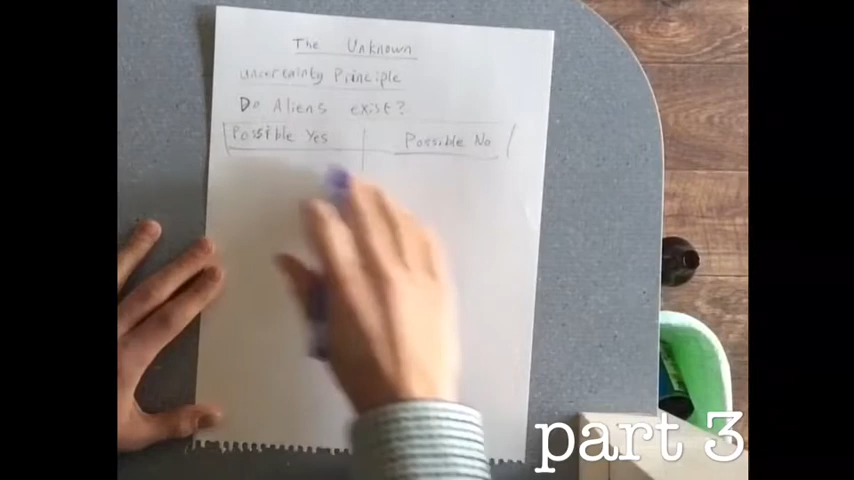 The Unknown
uncertainty Principle
Do Aliens exist?
Possible Yes Possible No
part 3